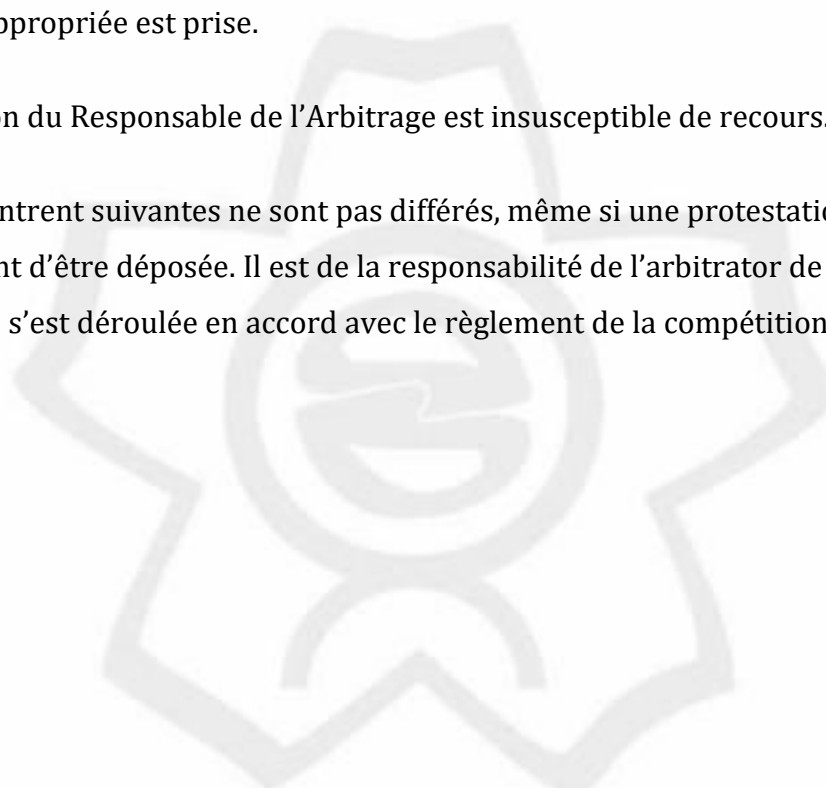 ppropriée est prise.
on du Responsable de l’Arbitrage est insusceptible de recours.
ntrent suivantes ne sont pas différés, même si une protestatio
nt d’être déposée. Il est de la responsabilité de l’arbitrator de
s’est déroulée en accord avec le règlement de la compétition